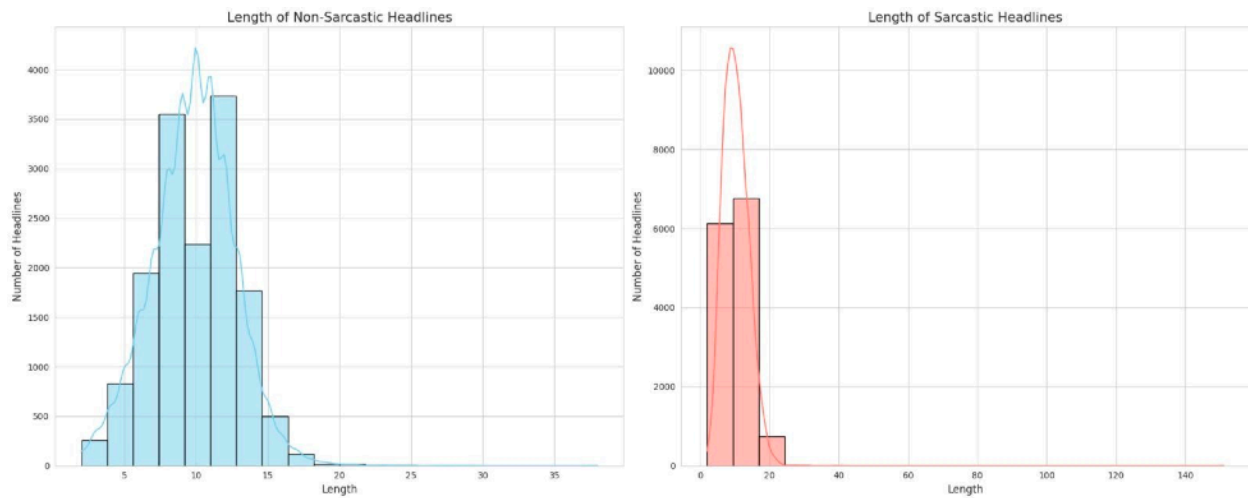 Length of Non-Sarcastic Headlines
Number of Headlines
4000
3500
3000
2500
2000
1500
1000
500
0
5 10 15 20 25 30 35
Length
Length of Sarcastic Headlines
Number of Headlines
10000
8000
6000
4000
2000
0
0 20 40 60 80 100 120 140
Length